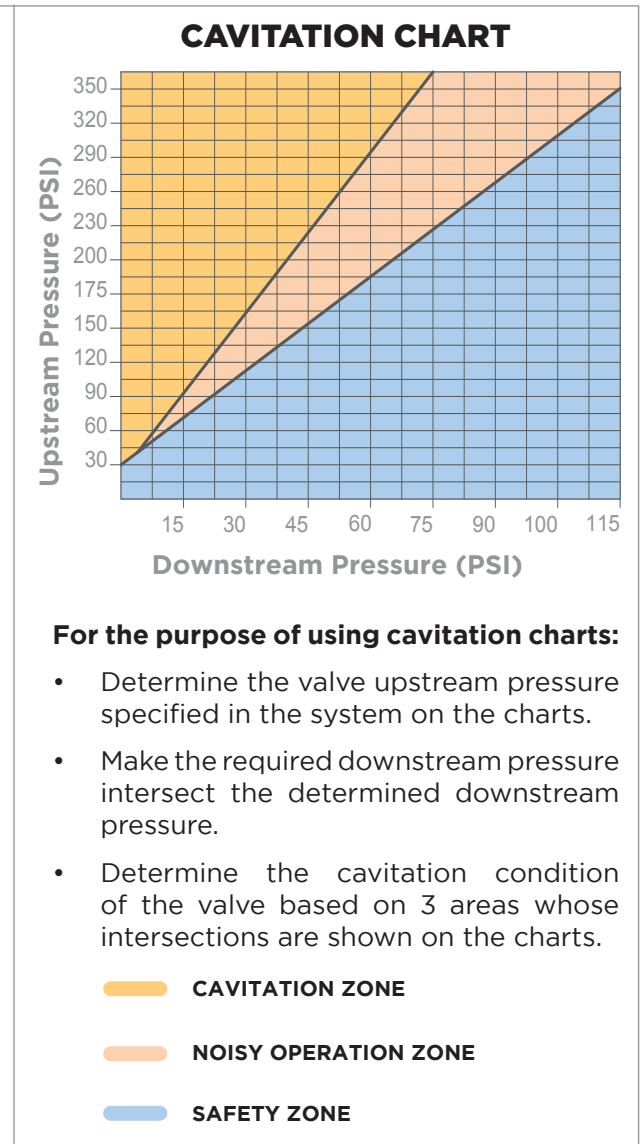 CAVITATION CHART
Upstream Pressure (PSI)
350
320
290
260
230
200
175
150
120
90
60
30
15 30 45 60 75 90 100 115
Downstream Pressure (PSI)
For the purpose of using cavitation charts:
• Determine the valve upstream pressure
specified in the system on the charts.
• Make the required downstream pressure
intersect the determined downstream
pressure.
• Determine the cavitation condition
of the valve based on 3 areas whose
intersections are shown on the charts.
CAVITATION ZONE
NOISY OPERATION ZONE
SAFETY ZONE